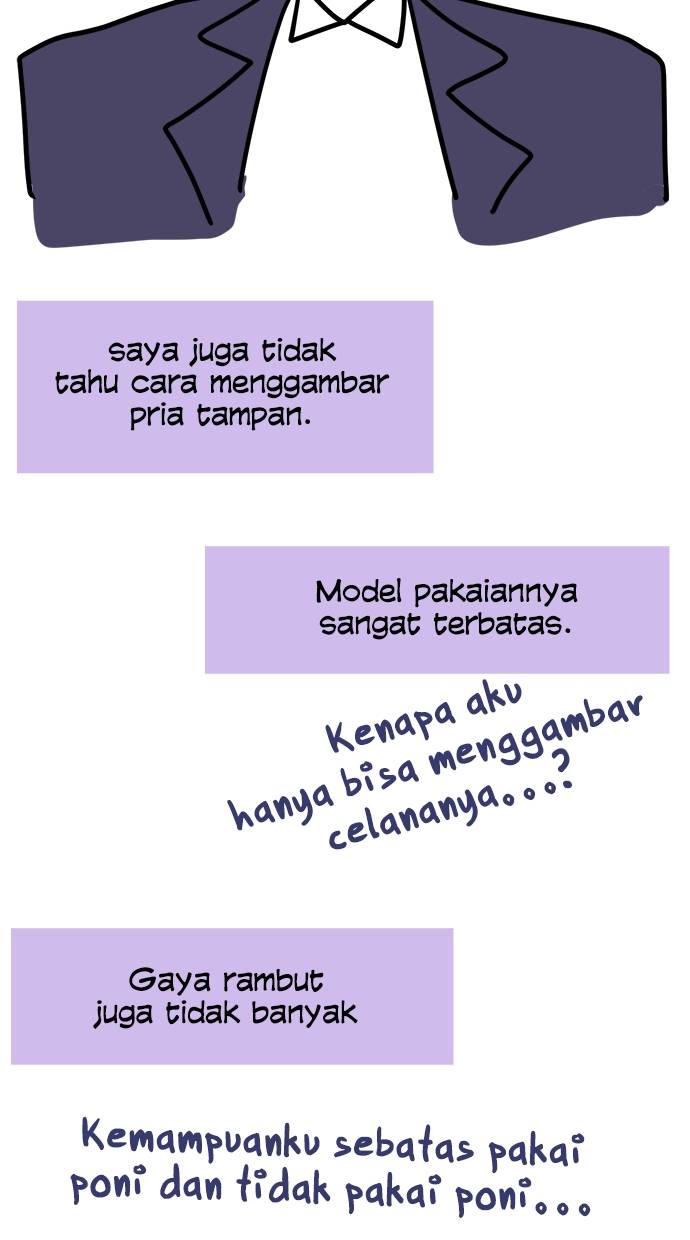 saya juga tidak
tahu cara menggambar
pria tampan.
Model pakaiannya
sangat terbatas.
Kenapa aku
hanya bisa menggambar
celananya...?
Gaya rambut
juga tidak banyak
Kemampuanku sebatas pakai
poni dan tidak pakai poni...